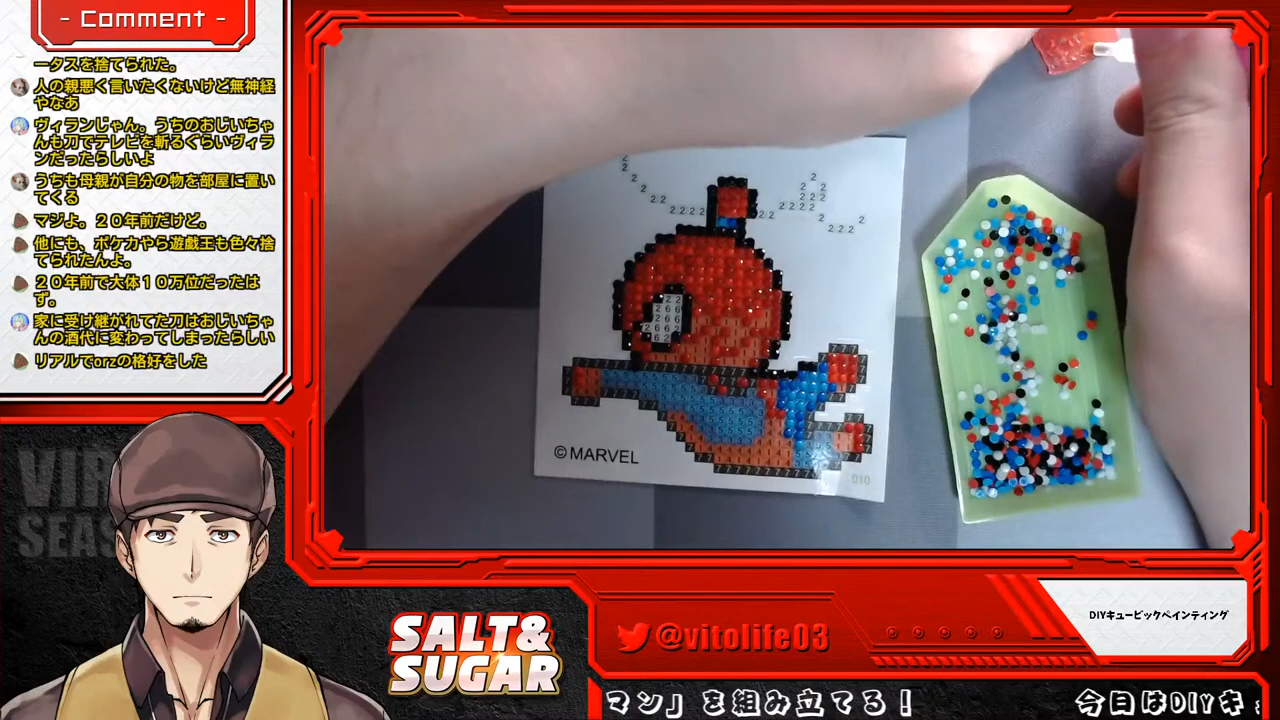 - Comment -
ータスを捨てられた。
人の親悪く言いたくないけど無神経
やなあ
ヴィランじゃん。うちのおじいちゃ
んも刀でテレビを斬るぐらいヴィラ
ンだったらしいよ
うちも母親が自分の物を部屋に置い
てくる
マジよ。２０年前だけど。
他にも、ポケカやら遊戯王も色々捨
てられたんよ。
２０年前で大体１０万位だったは
ず。
家に受け継がれてた刀はおじいちゃ
んの酒代に変わってしまったらしい
リアルでorzの格好をした
©MARVEL
010
SALT&
SUGAR
@vitolife03
DIYキュービックペインティング
マン」を組み立てる！ 今日はDIYキ